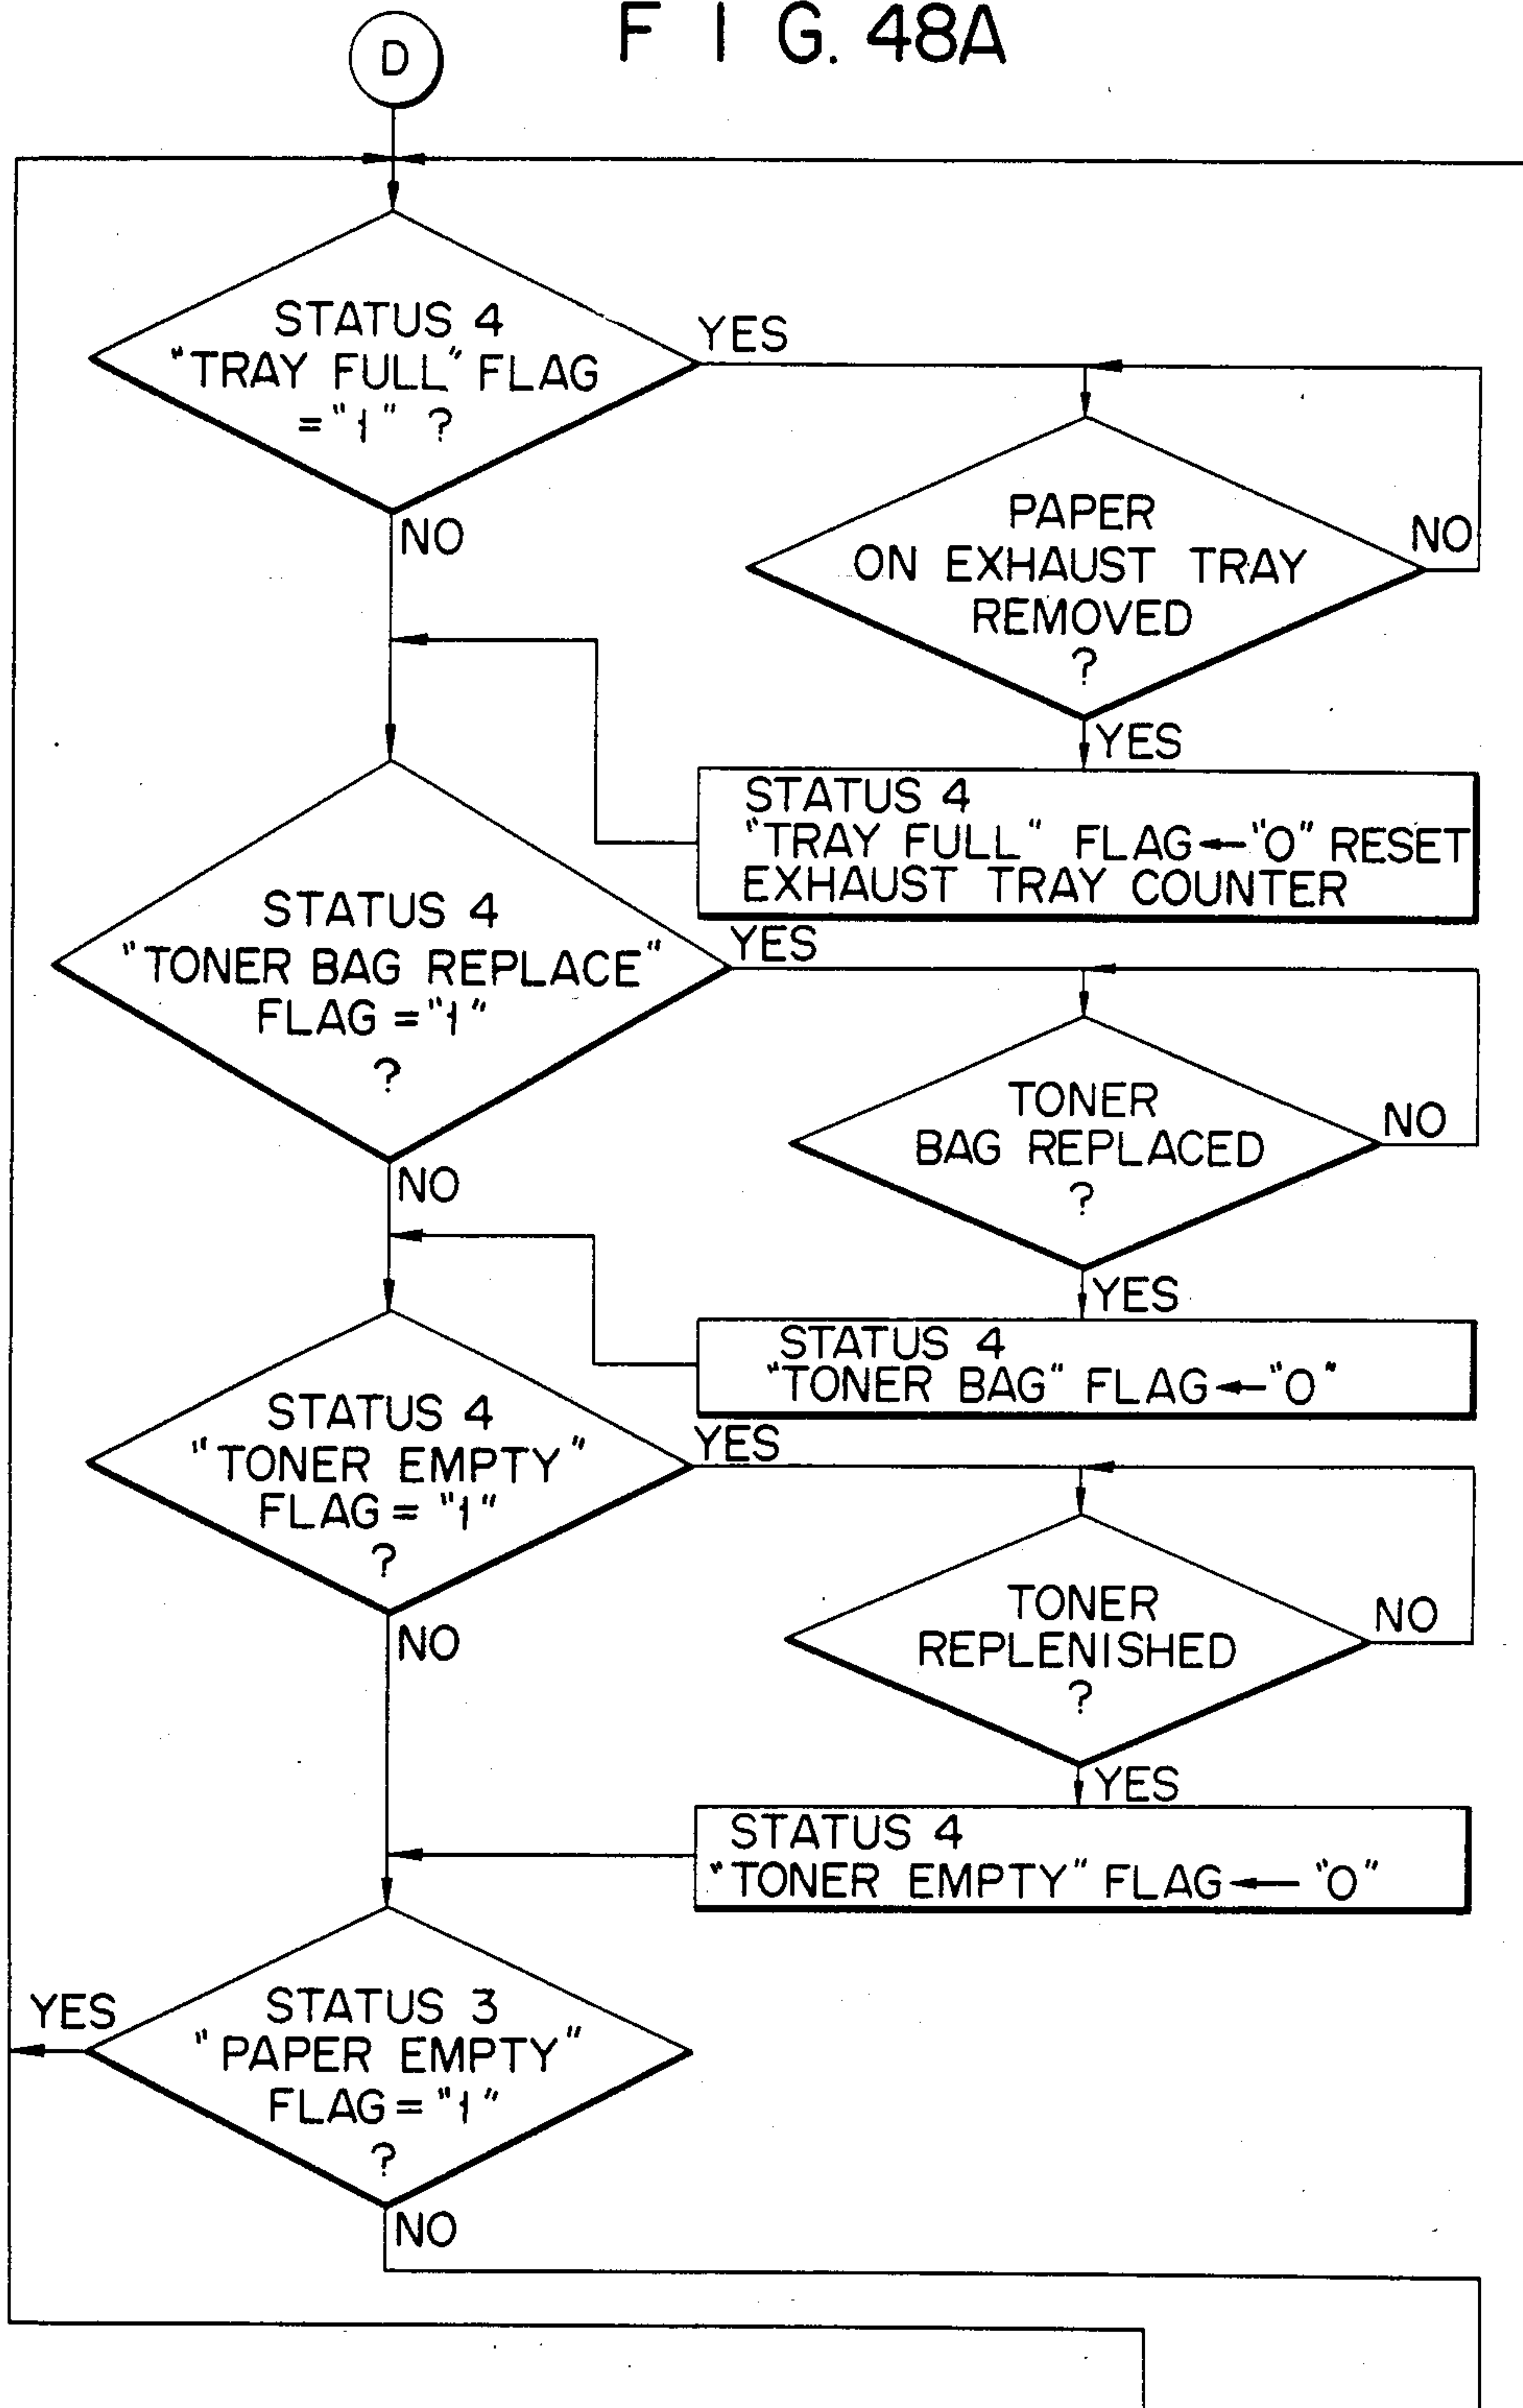 F I G. 48A
D
STATUS 4
"TRAY FULL" FLAG
="1" ?
YES
NO
PAPER
ON EXHAUST TRAY
REMOVED
?
NO
YES
STATUS 4
"TRAY FULL" FLAG←"0" RESET
EXHAUST TRAY COUNTER
STATUS 4
"TONER BAG REPLACE"
FLAG ="1"
?
YES
NO
TONER
BAG REPLACED
?
NO
YES
STATUS 4
"TONER BAG" FLAG←"0"
STATUS 4
"TONER EMPTY"
FLAG = "1"
?
YES
NO
TONER
REPLENISHED
?
NO
YES
STATUS 4
"TONER EMPTY" FLAG← "0"
STATUS 3
"PAPER EMPTY"
FLAG = "1"
?
YES
NO